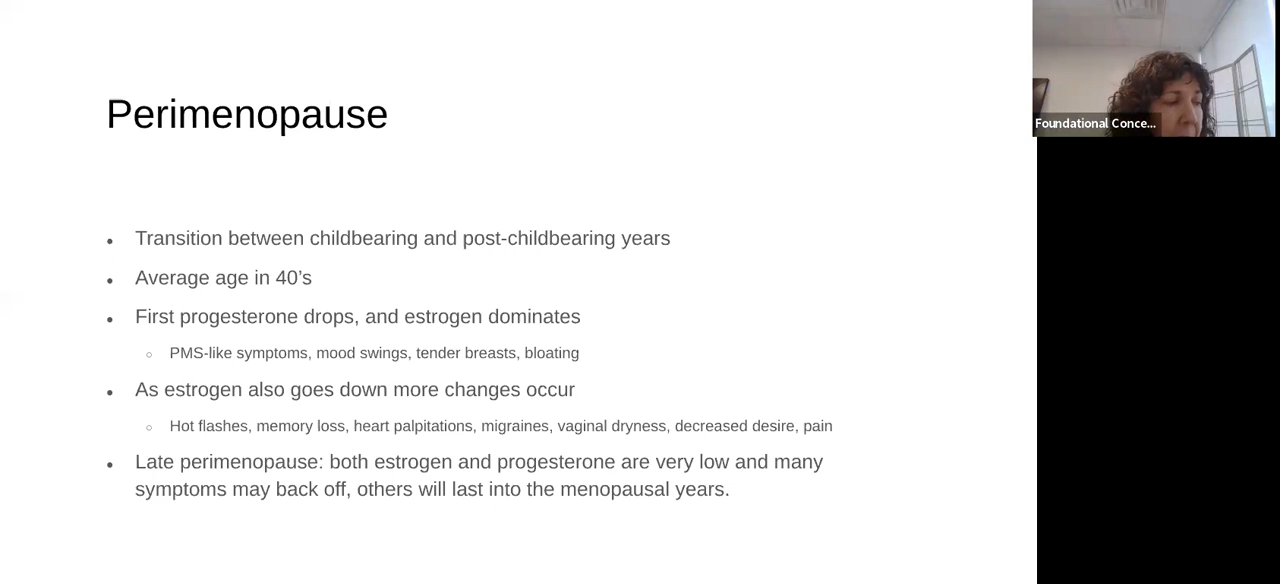 Perimenopause
Foundational Conce...
• Transition between childbearing and post-childbearing years
• Average age in 40’s
• First progesterone drops, and estrogen dominates
○ PMS-like symptoms, mood swings, tender breasts, bloating
• As estrogen also goes down more changes occur
○ Hot flashes, memory loss, heart palpitations, migraines, vaginal dryness, decreased desire, pain
• Late perimenopause: both estrogen and progesterone are very low and many
symptoms may back off, others will last into the menopausal years.